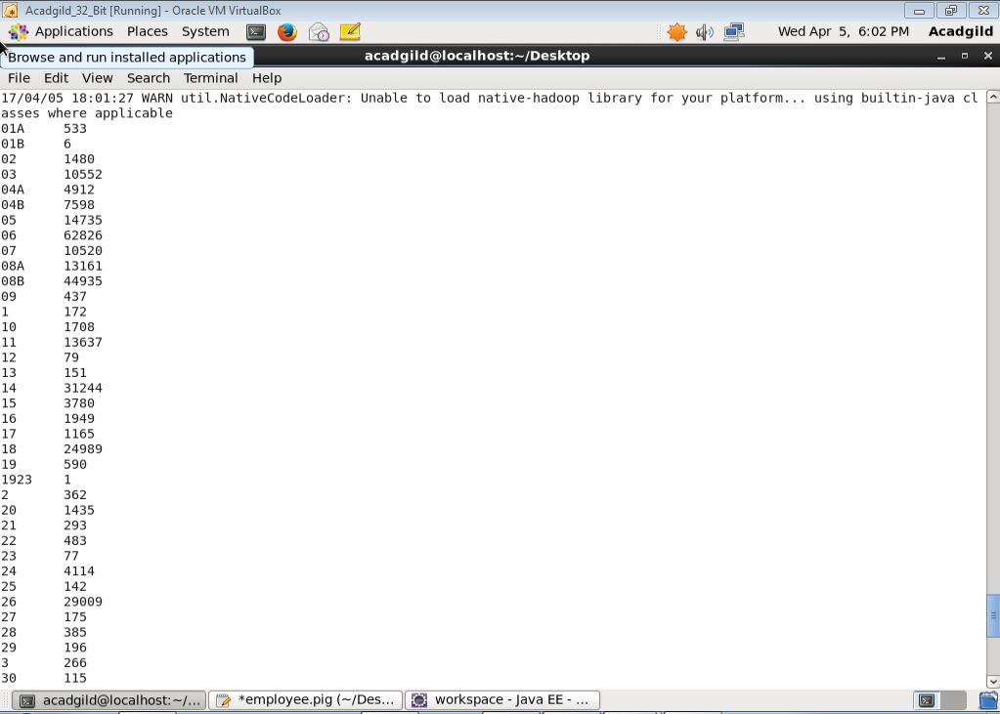 Acadgild_32_Bit [Running] - Oracle VM VirtualBox
Applications Places System Wed Apr 5, 6:02 PM Acadgild
Browse and run installed applications
acadgild@localhost:~/Desktop
File Edit View Search Terminal Help
17/04/05 18:01:27 WARN util.NativeCodeLoader: Unable to load native-hadoop library for your platform... using builtin-java cl
asses where applicable
01A 533
01B 6
02 1480
03 10552
04A 4912
04B 7598
05 14735
06 62826
07 10520
08A 13161
08B 44935
09 437
1 172
10 1708
11 13637
12 79
13 151
14 31244
15 3780
16 1949
17 1165
18 24989
19 590
1923 1
2 362
20 1435
21 293
22 483
23 77
24 4114
25 142
26 29009
27 175
28 385
29 196
3 266
30 115
acadgild@localhost:~/... *employee.pig (~/Des... workspace - Java EE - ...